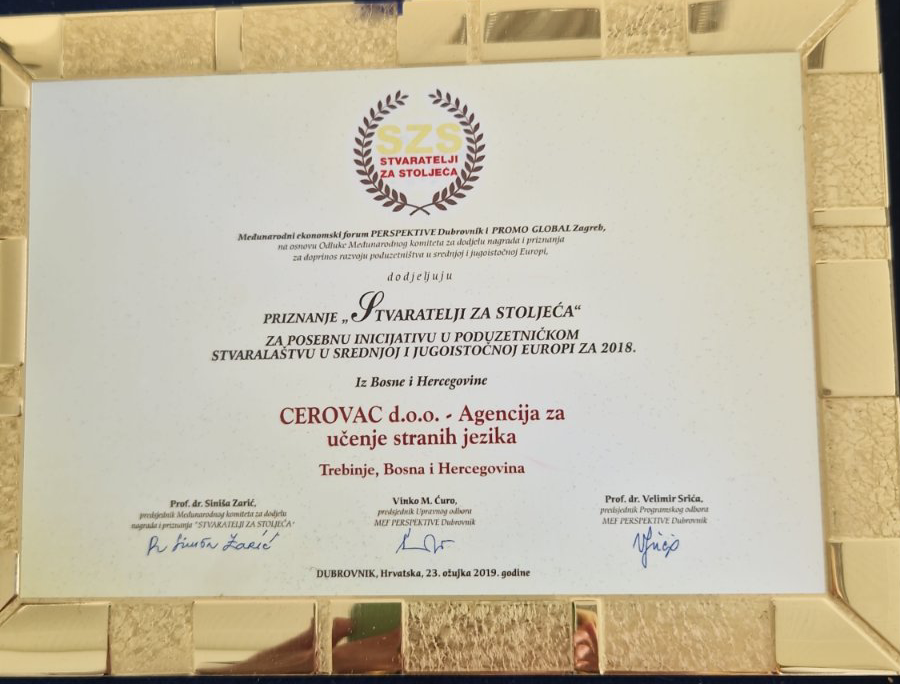 SZS
STVARATELJI
ZA STOLJEĆA
Međunarodni ekonomski forum PERSPEKTIVE Dubrovnik i PROMO GLOBAL Zagreb,
na osnovu Odluke Međunarodnog komiteta za dodjelu nagrada i priznanja
za doprinos razvoju poduzetništva u srednjoj i jugoistočnoj Europi,
dodjeljuju
PRIZNANJE „STVARATELJI ZA STOLJEĆA“
ZA POSEBNU INICIJATIVU U PODUZETNIČKOM
STVARALAŠTVU U SREDNJOJ I JUGOISTOČNOJ EUROPI ZA 2018.
Iz Bosne i Hercegovine
CEROVAC d.o.o. - Agencija za
učenje stranih jezika
Trebinje, Bosna i Hercegovina
Prof. dr. Siniša Zarić,
predsjednik Međunarodnog komiteta za dodjelu
nagrada i priznanja "STVARATELJI ZA STOLJEĆA"
Vinko M. Ćuro,
predsjednik Upravnog odbora
MEF PERSPEKTIVE Dubrovnik
Prof. dr. Velimir Srića,
predsjednik Programskog odbora
MEF PERSPEKTIVE Dubrovnik
DUBROVNIK, Hrvatska, 23. ožujka 2019. godine